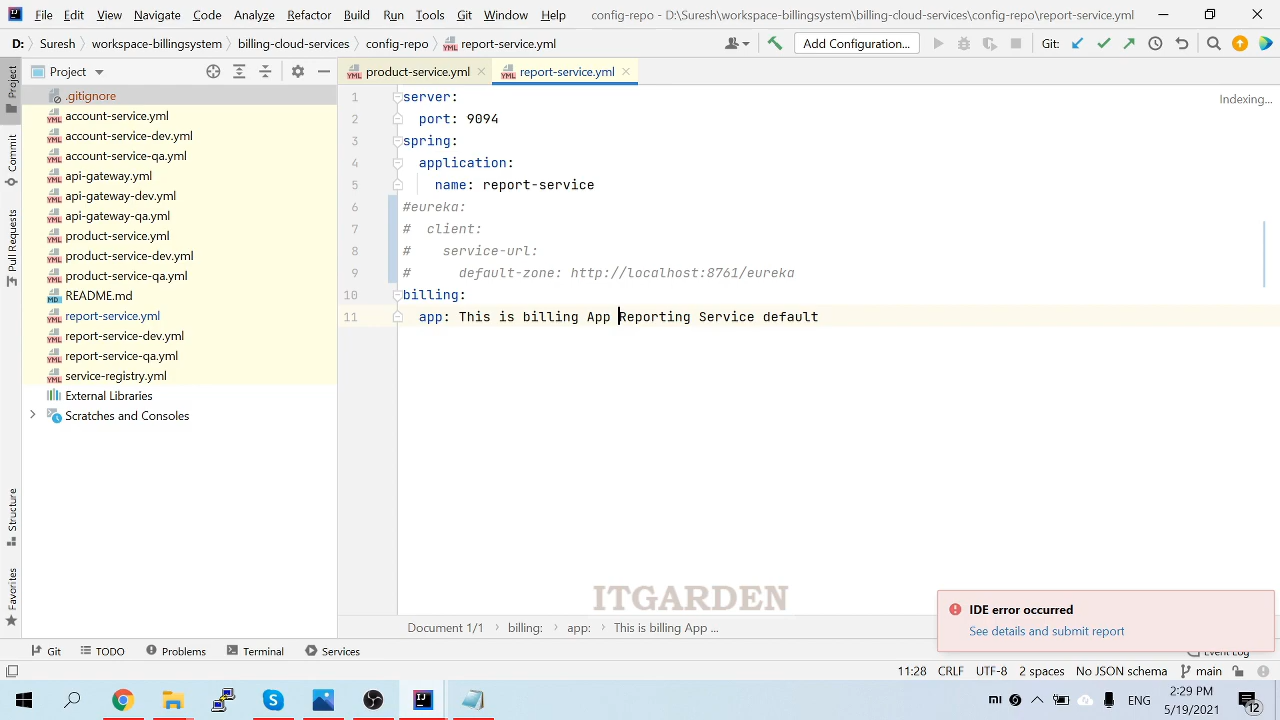 File Edit View Navigate Code Analyze Refactor Build Run Tools Git Window Help config-repo - D:\Suresh\workspace-billingsystem\billing-cloud-services\config-repo\report-service.yml
D: Suresh workspace-billingsystem billing-cloud-services config-repo report-service.yml Add Configuration... Git:
Project product-service.yml report-service.yml
.gitignore
account-service.yml
account-service-dev.yml
account-service-qa.yml
api-gateway.yml
api-gateway-dev.yml
api-gateway-qa.yml
product-service.yml
product-service-dev.yml
product-service-qa.yml
README.md
report-service.yml
report-service-dev.yml
report-service-qa.yml
service-registry.yml
External Libraries
Scratches and Consoles
Project
Commit
Pull Requests
Structure
Favorites
Indexing...
1 server:
2 port: 9094
3 spring:
4 application:
5 name: report-service
6 #eureka:
7 # client:
8 # service-url:
9 # default-zone: http://localhost:8761/eureka
10 billing:
11 app: This is billing App Reporting Service default
ITGARDEN
IDE error occurred
See details and submit report
Document 1/1 billing: app: This is billing App ...
Git TODO Problems Terminal Services Event Log
11:28 CRLF UTF-8 2 spaces No JSON schema main
ENG 2:29 PM
5/19/2021 12